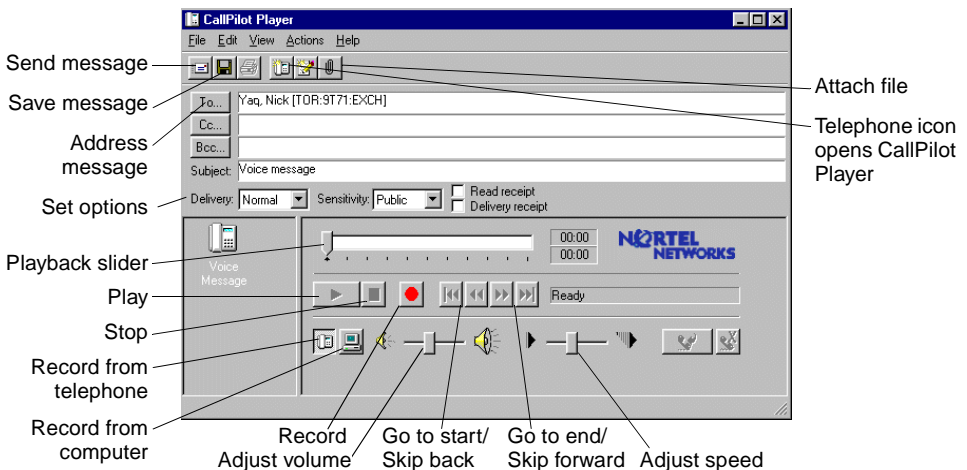 CallPilot Player
File Edit View Actions Help
Send message
Save message
Address
message
Set options
Playback slider
Play
Stop
Record from
telephone
Record from
computer
To...
Yaq, Nick [TOR:9T71:EXCH]
Cc...
Bcc...
Subject:
Voice message
Delivery:
Normal
Sensitivity:
Public
Read receipt
Delivery receipt
Voice
Message
00:00
00:00
NORTEL
NETWORKS
Ready
Attach file
Telephone icon
opens CallPilot
Player
Record
Adjust volume
Go to start/
Skip back
Go to end/
Skip forward
Adjust speed